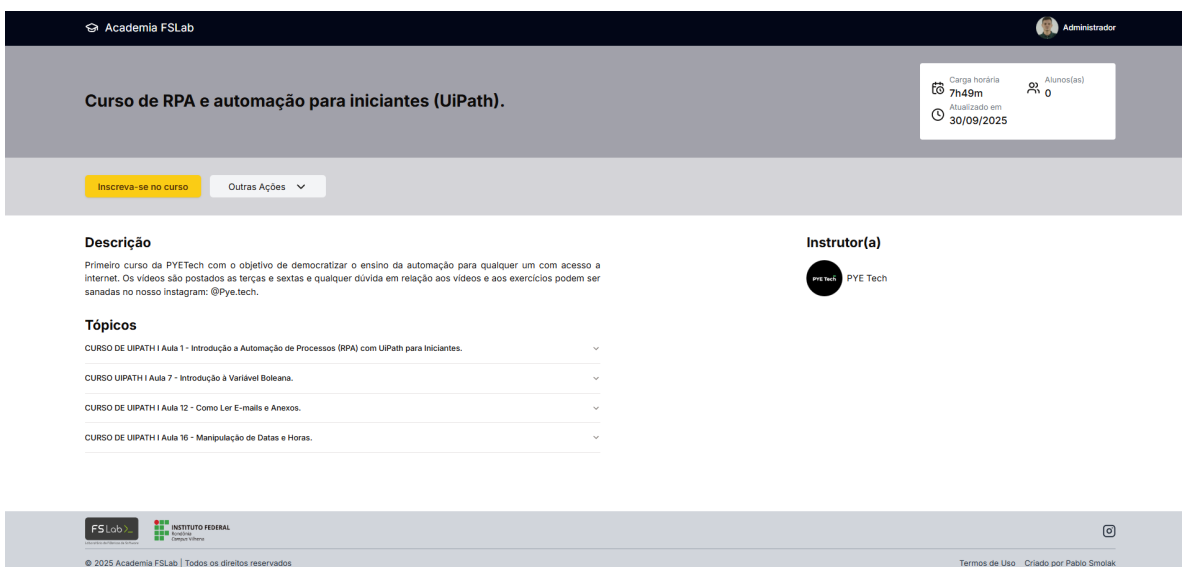 Academia FSLab
Administrador
Curso de RPA e automação para iniciantes (UiPath).
Carga horária
7h49m
Alunos(as)
0
Atualizado em
30/09/2025
Inscreva-se no curso
Outras Ações
Descrição
Primeiro curso da PYETech com o objetivo de democratizar o ensino da automação para qualquer um com acesso a
internet. Os vídeos são postados as terças e sextas e qualquer dúvida em relação aos vídeos e aos exercícios podem ser
sanadas no nosso instagram: @Pye.tech.
Instrutor(a)
PYE Tech
PYE Tech
Tópicos
CURSO DE UIPATH I Aula 1 - Introdução a Automação de Processos (RPA) com UiPath para Iniciantes.
CURSO UIPATH I Aula 7 - Introdução à Variável Boleana.
CURSO DE UIPATH I Aula 12 - Como Ler E-mails e Anexos.
CURSO DE UIPATH I Aula 16 - Manipulação de Datas e Horas.
FSLab>_
INSTITUTO FEDERAL
Rondônia
Campus Vilhena
© 2025 Academia FSLab | Todos os direitos reservados
Termos de Uso
Criado por Pablo Smolak